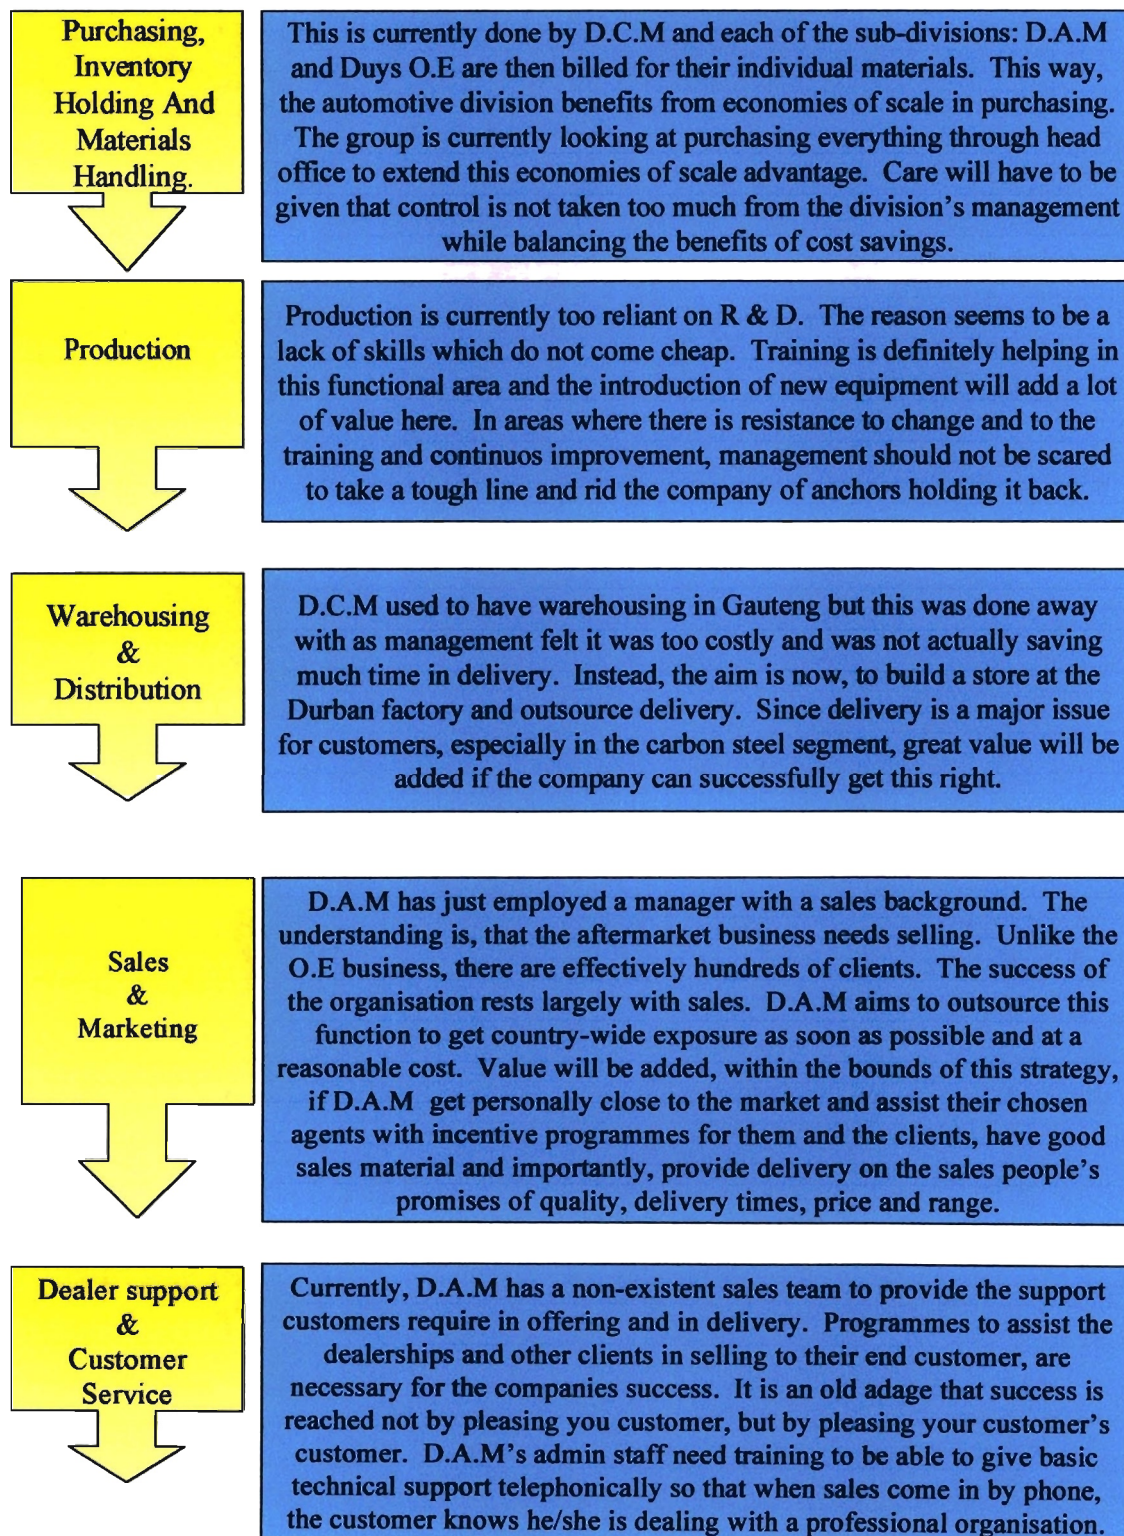 Purchasing,
Inventory
Holding And
Materials
Handling.
This is currently done by D.C.M and each of the sub-divisions: D.A.M
and Duys O.E are then billed for their individual materials. This way,
the automotive division benefits from economies of scale in purchasing.
The group is currently looking at purchasing everything through head
office to extend this economies of scale advantage. Care will have to be
given that control is not taken too much from the division's management
while balancing the benefits of cost savings.
Production
Production is currently too reliant on R & D. The reason seems to be a
lack of skills which do not come cheap. Training is definitely helping in
this functional area and the introduction of new equipment will add a lot
of value here. In areas where there is resistance to change and to the
training and continuos improvement, management should not be scared
to take a tough line and rid the company of anchors holding it back.
Warehousing
&
Distribution
D.C.M used to have warehousing in Gauteng but this was done away
with as management felt it was too costly and was not actually saving
much time in delivery. Instead, the aim is now, to build a store at the
Durban factory and outsource delivery. Since delivery is a major issue
for customers, especially in the carbon steel segment, great value will be
added if the company can successfully get this right.
Sales
&
Marketing
D.A.M has just employed a manager with a sales background. The
understanding is, that the aftermarket business needs selling. Unlike the
O.E business, there are effectively hundreds of clients. The success of
the organisation rests largely with sales. D.A.M aims to outsource this
function to get country-wide exposure as soon as possible and at a
reasonable cost. Value will be added, within the bounds of this strategy,
if D.A.M get personally close to the market and assist their chosen
agents with incentive programmes for them and the clients, have good
sales material and importantly, provide delivery on the sales people's
promises of quality, delivery times, price and range.
Dealer support
&
Customer
Service
Currently, D.A.M has a non-existent sales team to provide the support
customers require in offering and in delivery. Programmes to assist the
dealerships and other clients in selling to their end customer, are
necessary for the companies success. It is an old adage that success is
reached not by pleasing you customer, but by pleasing your customer's
customer. D.A.M's admin staff need training to be able to give basic
technical support telephonically so that when sales come in by phone,
the customer knows he/she is dealing with a professional organisation.